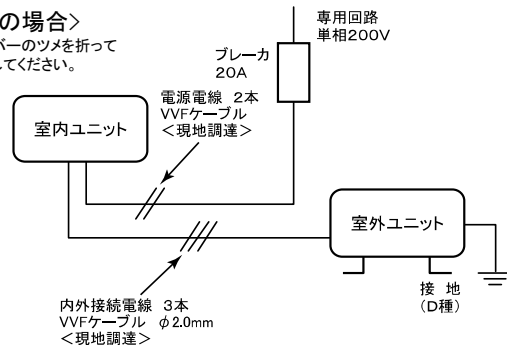 の場合>
バーのツメを折って
してください。
専用回路
単相200V
ブレーカ
20A
電源電線 2本
VVFケーブル
<現地調達>
室内ユニット
室外ユニット
接 地
(D種)
内外接続電線 3本
VVFケーブル φ2.0mm
<現地調達>